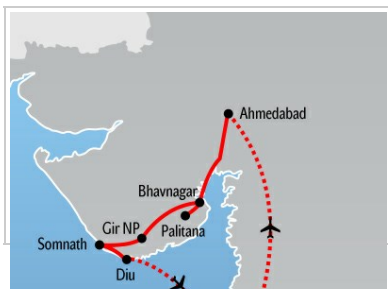 Ahmedabad
Bhavnagar
Gir NP
Palitana
Somnath
Diu